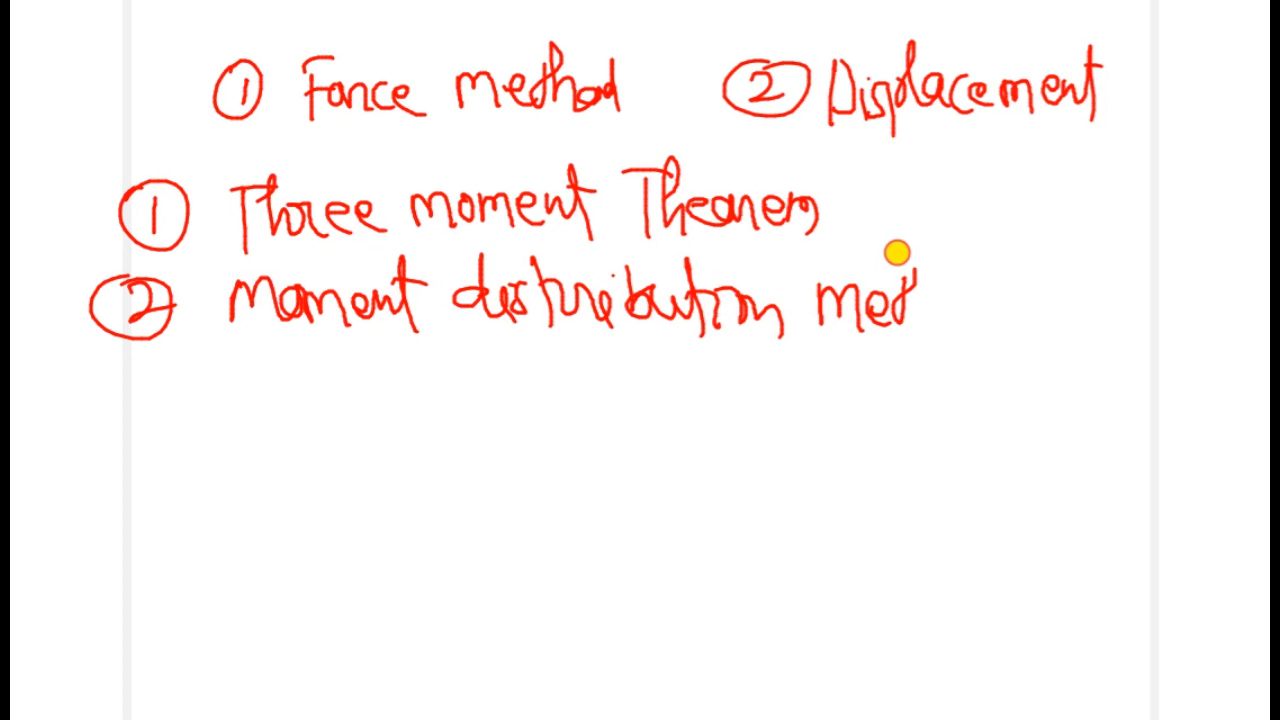 ① Force method ② Displacement
① Three moment Theorem
② Moment distribution met